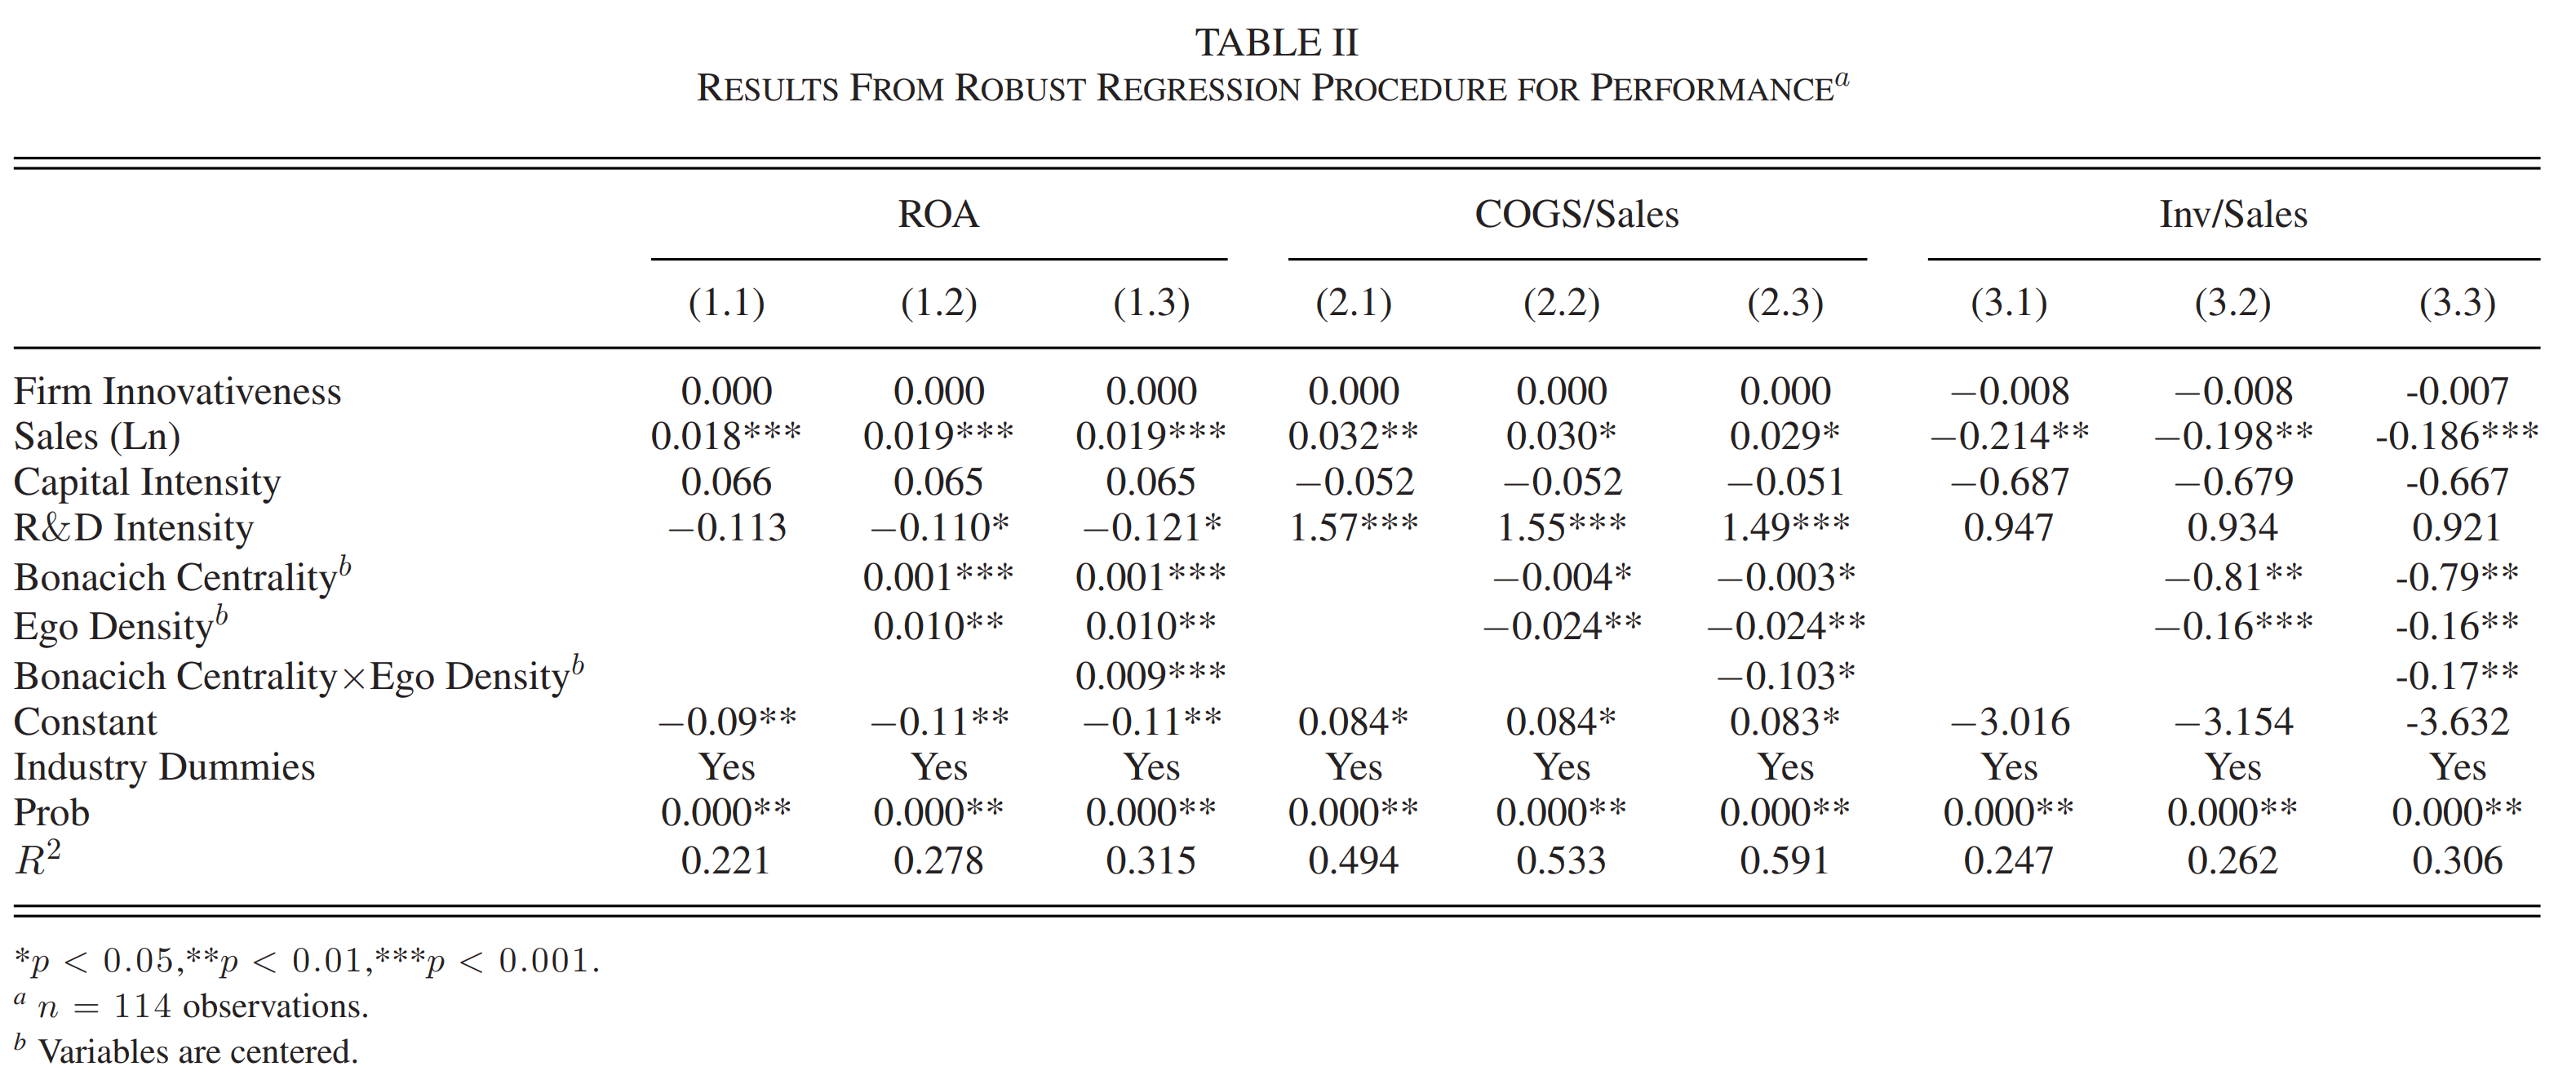 TABLE II
RESULTS FROM ROBUST REGRESSION PROCEDURE FOR PERFORMANCE^a
ROA COGS/Sales Inv/Sales
(1.1) (1.2) (1.3) (2.1) (2.2) (2.3) (3.1) (3.2) (3.3)
Firm Innovativeness 0.000 0.000 0.000 0.000 0.000 0.000 −0.008 −0.008 -0.007
Sales (Ln) 0.018*** 0.019*** 0.019*** 0.032** 0.030* 0.029* −0.214** −0.198** -0.186***
Capital Intensity 0.066 0.065 0.065 −0.052 −0.052 −0.051 −0.687 −0.679 -0.667
R&D Intensity −0.113 −0.110* −0.121* 1.57*** 1.55*** 1.49*** 0.947 0.934 0.921
Bonacich Centrality^b 0.001*** 0.001*** −0.004* −0.003* −0.81** -0.79**
Ego Density^b 0.010** 0.010** −0.024** −0.024** −0.16*** -0.16**
Bonacich Centrality×Ego Density^b 0.009*** −0.103* -0.17**
Constant −0.09** −0.11** −0.11** 0.084* 0.084* 0.083* −3.016 −3.154 -3.632
Industry Dummies Yes Yes Yes Yes Yes Yes Yes Yes Yes
Prob 0.000** 0.000** 0.000** 0.000** 0.000** 0.000** 0.000** 0.000** 0.000**
R² 0.221 0.278 0.315 0.494 0.533 0.591 0.247 0.262 0.306
*p < 0.05,**p < 0.01,***p < 0.001.
^a n = 114 observations.
^b Variables are centered.